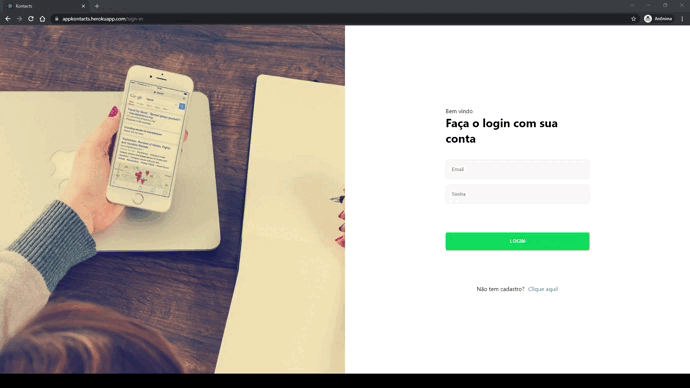 Kontacts
appkontacts.herokuapp.com/sign-in
Anônima
Bem vindo
Faça o login com sua
conta
Email
Senha
LOGIN
Não tem cadastro? Clique aqui!